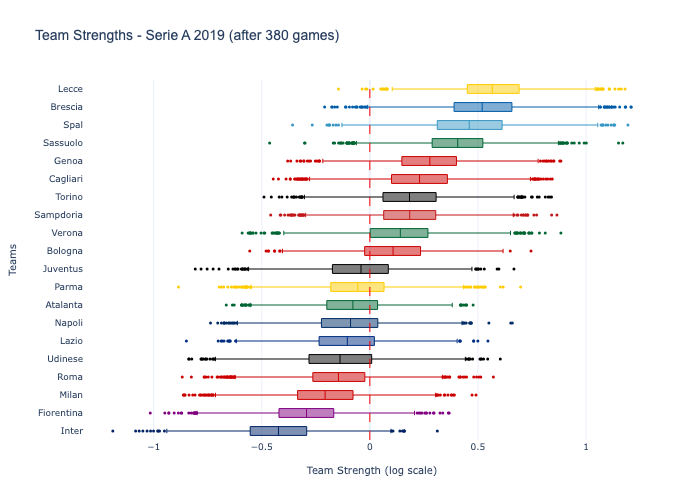 Team Strengths - Serie A 2019 (after 380 games)
Lecce
Brescia
Spal
Sassuolo
Genoa
Cagliari
Torino
Sampdoria
Verona
Bologna
Juventus
Parma
Atalanta
Napoli
Lazio
Udinese
Roma
Milan
Fiorentina
Inter
Teams
−1
−0.5
0
0.5
1
Team Strength (log scale)